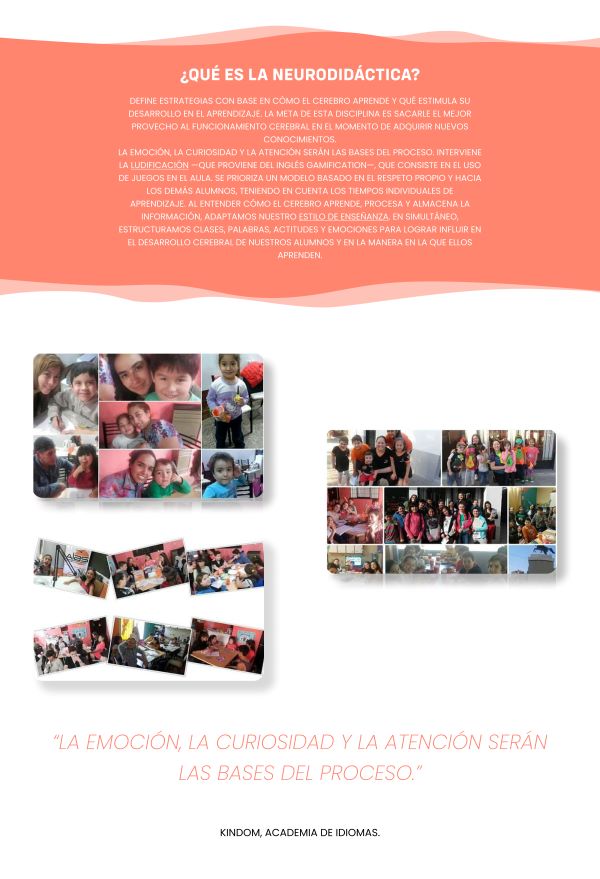 ¿QUÉ ES LA NEURODIDÁCTICA?
DEFINE ESTRATEGIAS CON BASE EN CÓMO EL CEREBRO APRENDE Y QUÉ ESTIMULA SU
DESARROLLO EN EL APRENDIZAJE. LA META DE ESTA DISCIPLINA ES SACARLE EL MEJOR
PROVECHO AL FUNCIONAMIENTO CEREBRAL EN EL MOMENTO DE ADQUIRIR NUEVOS
CONOCIMIENTOS.
LA EMOCIÓN, LA CURIOSIDAD Y LA ATENCIÓN SERÁN LAS BASES DEL PROCESO. INTERVIENE
LA LUDIFICACIÓN —QUE PROVIENE DEL INGLÉS GAMIFICATION—, QUE CONSISTE EN EL USO
DE JUEGOS EN EL AULA. SE PRIORIZA UN MODELO BASADO EN EL RESPETO PROPIO Y HACIA
LOS DEMÁS ALUMNOS, TENIENDO EN CUENTA LOS TIEMPOS INDIVIDUALES DE
APRENDIZAJE. AL ENTENDER CÓMO EL CEREBRO APRENDE, PROCESA Y ALMACENA LA
INFORMACIÓN, ADAPTAMOS NUESTRO ESTILO DE ENSEÑANZA. EN SIMULTÁNEO,
ESTRUCTURAMOS CLASES, PALABRAS, ACTITUDES Y EMOCIONES PARA LOGRAR INFLUIR EN
EL DESARROLLO CEREBRAL DE NUESTROS ALUMNOS Y EN LA MANERA EN LA QUE ELLOS
APRENDEN.
“LA EMOCIÓN, LA CURIOSIDAD Y LA ATENCIÓN SERÁN
LAS BASES DEL PROCESO.”
KINDOM, ACADEMIA DE IDIOMAS.